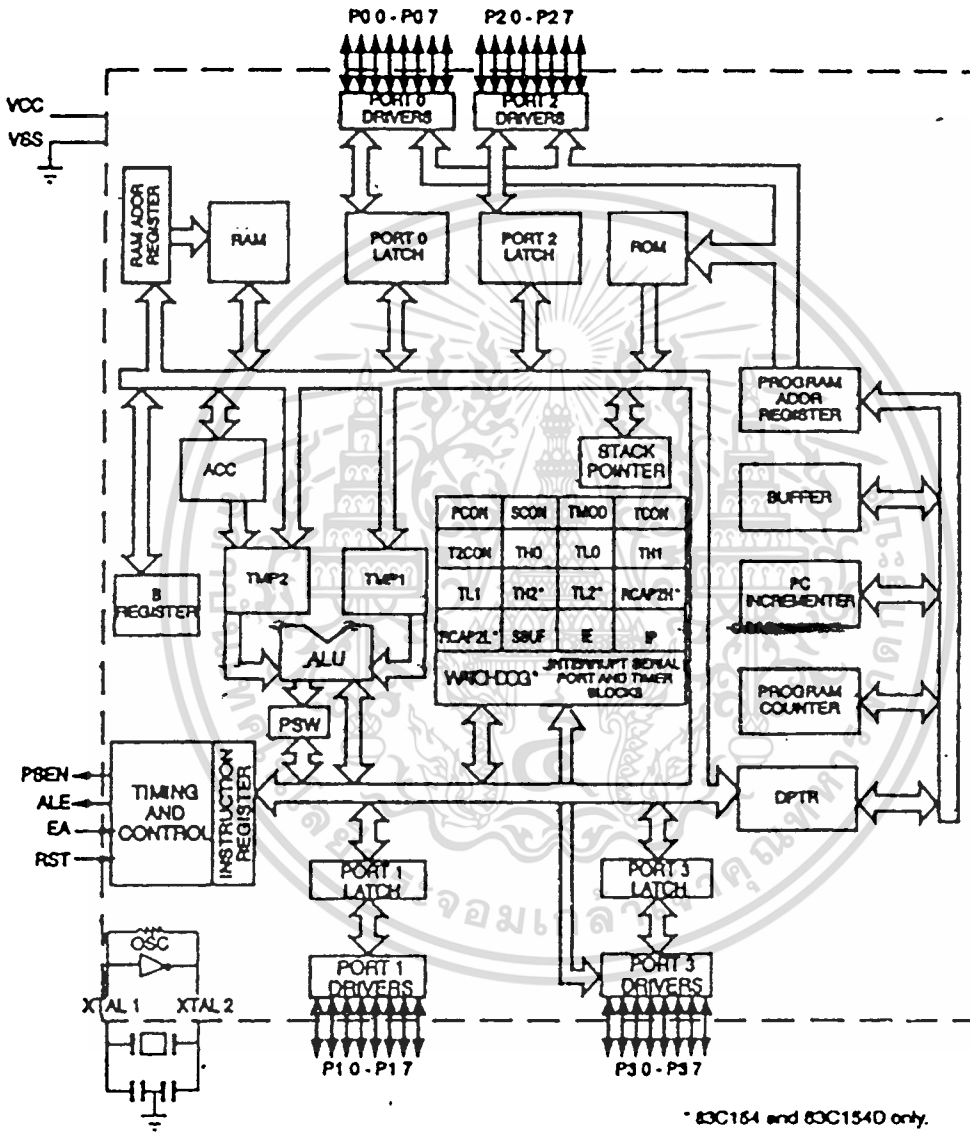 P00-P07
P20-P27
VCC
VSS
PORT 0
DRIVERS
PORT 2
DRIVERS
RAM ADDR
REGISTER
RAM
PORT 0
LATCH
PORT 2
LATCH
ROM
PROGRAM
ADDR
REGISTER
STACK
POINTER
ACC
BUFFER
PCON SCON TMOD TCON
T2CON TH0 TL0 TH1
TL1 TH2* TL2* RCAP2H*
RCAP2L* SBUF IE IP
WATCHDOG*
INTERRUPT SERIAL
PORT AND TIMER
BLOCKS
B
REGISTER
TMP2
TMP1
PC
INCREMENTER
ALU
PSW
PROGRAM
COUNTER
PSEN
ALE
EA
RST
TIMING
AND
CONTROL
INSTRUCTION
REGISTER
DPTR
PORT 1
LATCH
PORT 3
LATCH
OSC
XTAL 1
XTAL 2
PORT 1
DRIVERS
PORT 3
DRIVERS
P10-P17
P30-P37
* 83C154 and 83C154D only.